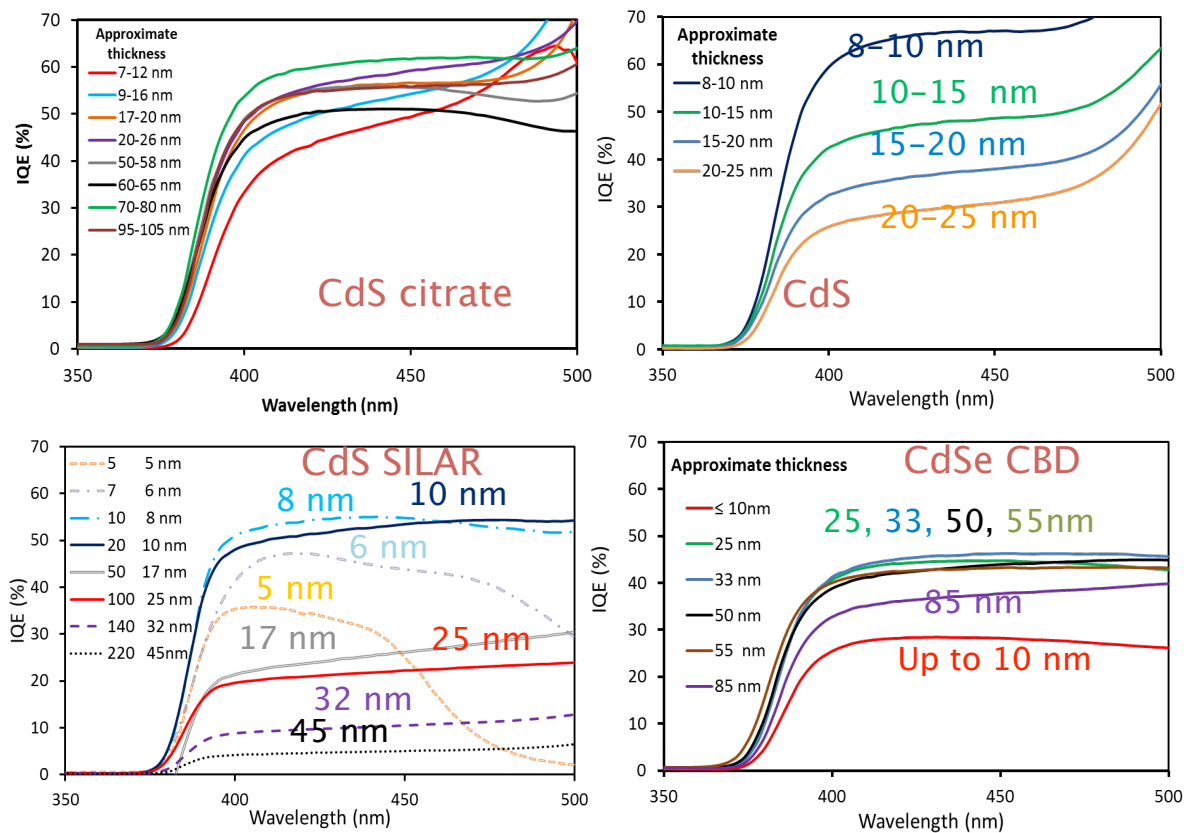 70
60
50
40
30
20
10
0
IQE (%)
Approximate
thickness
7-12 nm
9-16 nm
17-20 nm
20-26 nm
50-58 nm
60-65 nm
70-80 nm
95-105 nm
CdS citrate
350
400
450
500
Wavelength (nm)
70
60
50
40
30
20
10
0
IQE (%)
Approximate
thickness
8-10 nm
10-15 nm
15-20 nm
20-25 nm
8–10 nm
10–15 nm
15–20 nm
20–25 nm
CdS
350
400
450
500
Wavelength (nm)
70
60
50
40
30
20
10
0
IQE (%)
5 5 nm
7 6 nm
10 8 nm
20 10 nm
50 17 nm
100 25 nm
140 32 nm
220 45nm
CdS SILAR
8 nm
10 nm
6 nm
5 nm
17 nm
25 nm
32 nm
45 nm
350
400
450
500
Wavelength (nm)
70
60
50
40
30
20
10
0
IQE (%)
Approximate thickness
≤ 10nm
25 nm
33 nm
50 nm
55 nm
85 nm
CdSe CBD
25, 33, 50, 55nm
85 nm
Up to 10 nm
350
400
450
500
Wavelength (nm)